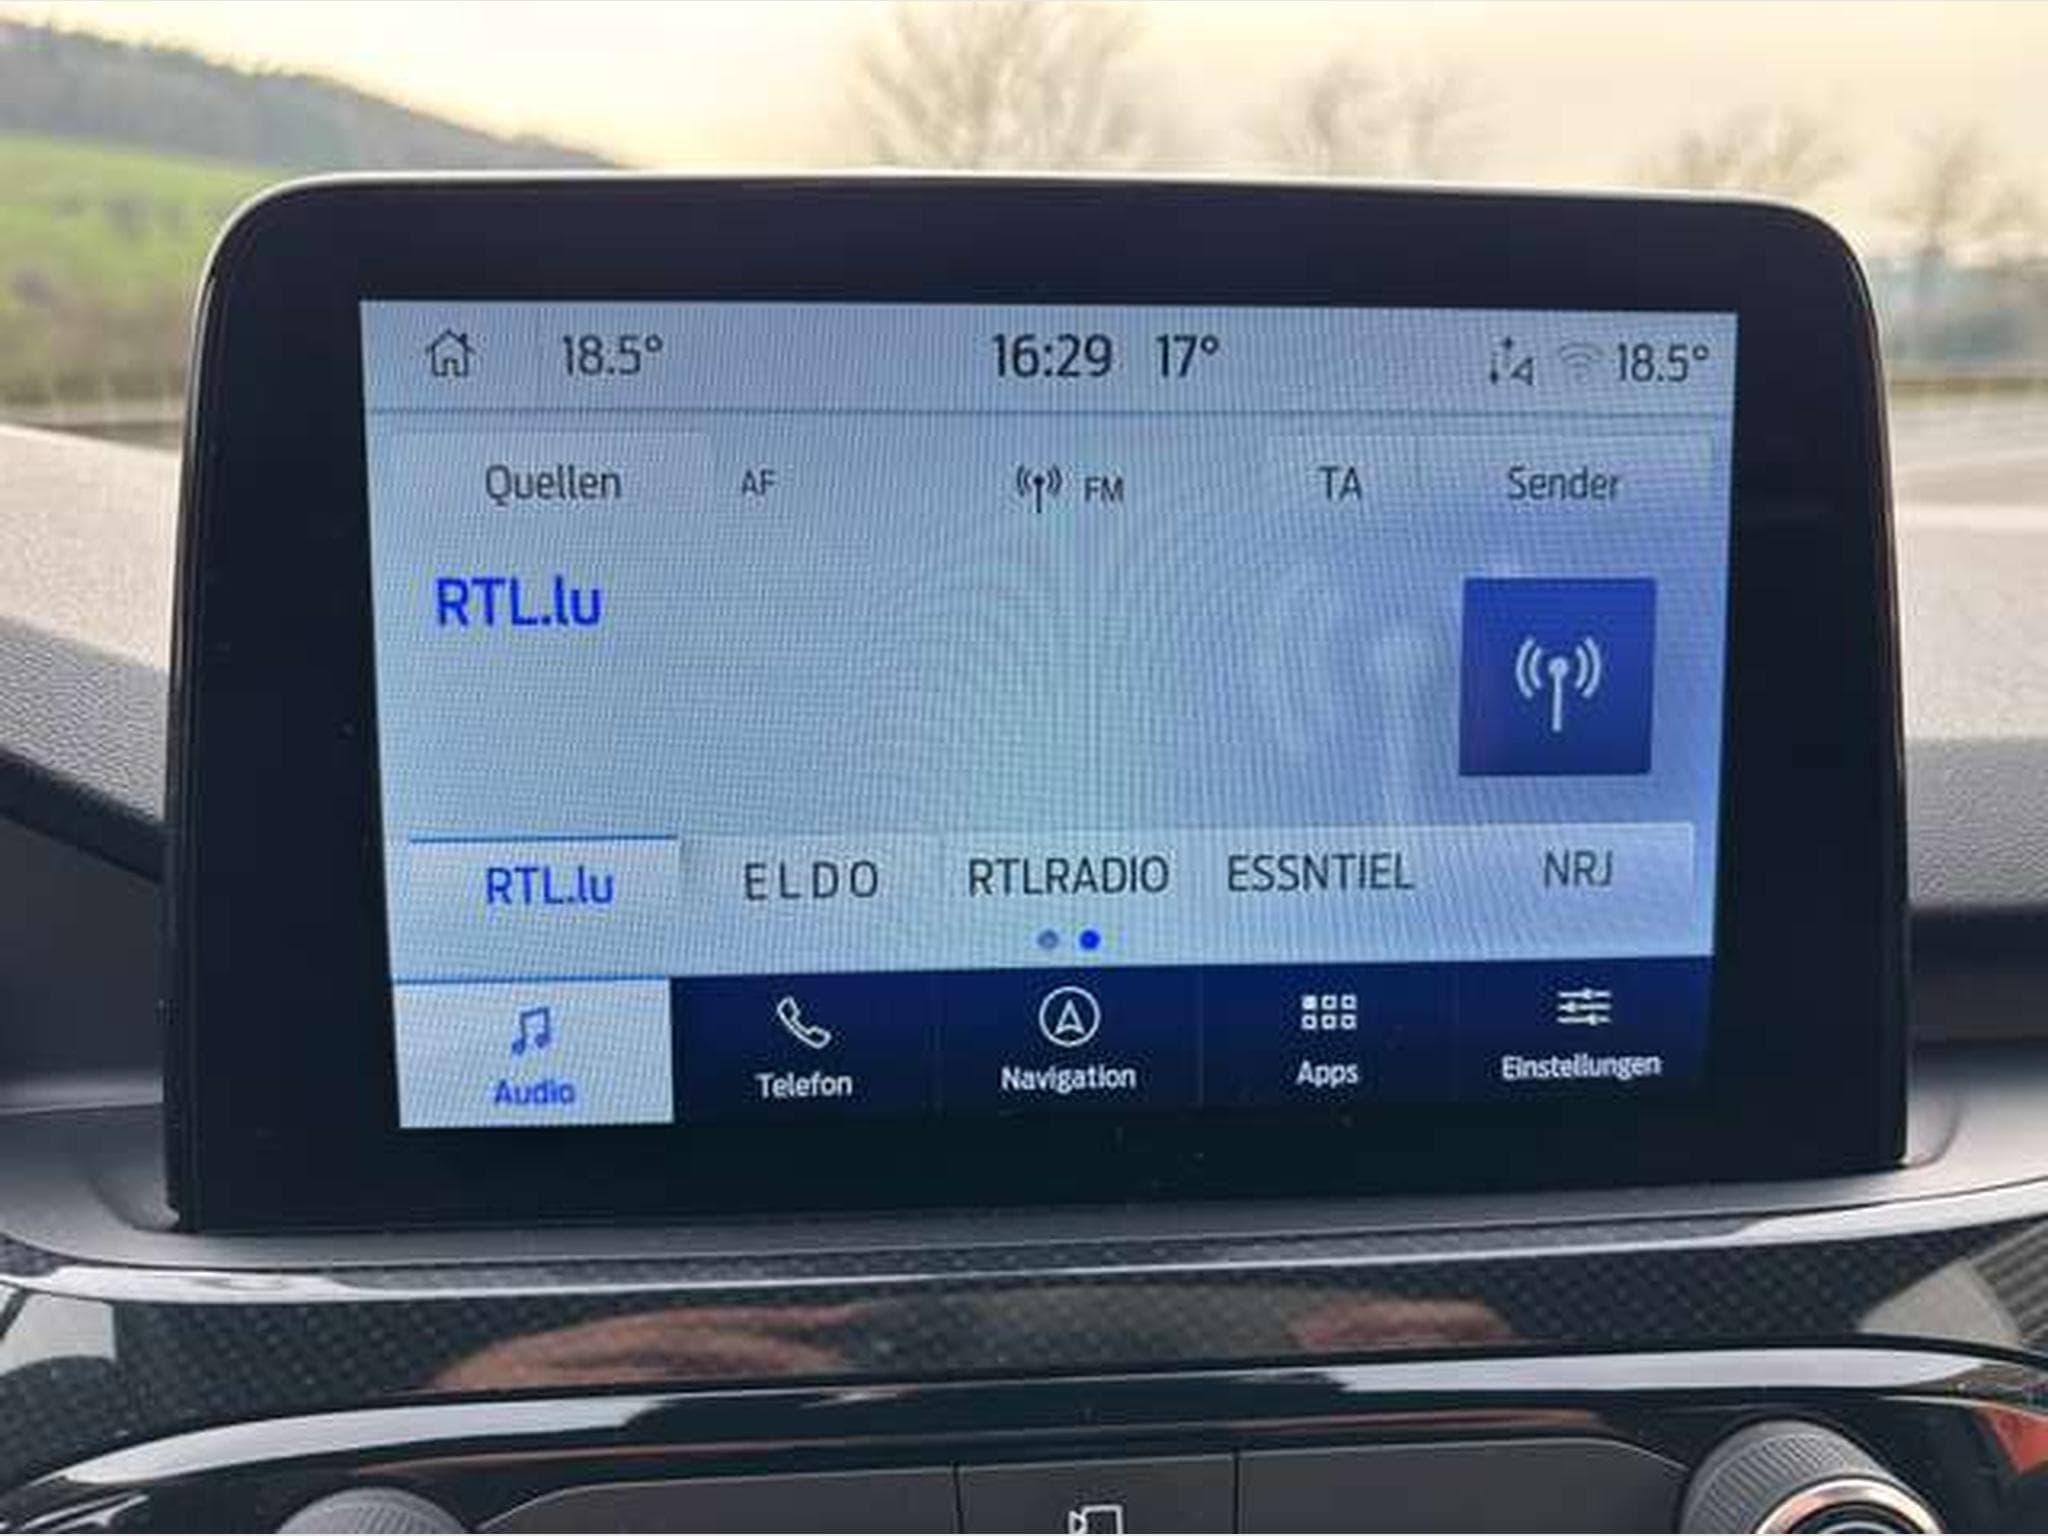 18.5° 16:29 17° 18.5°
Quellen AF FM TA Sender
RTL.lu
RTL.lu ELDO RTLRADIO ESSNTIEL NRJ
Audio Telefon Navigation Apps Einstellungen